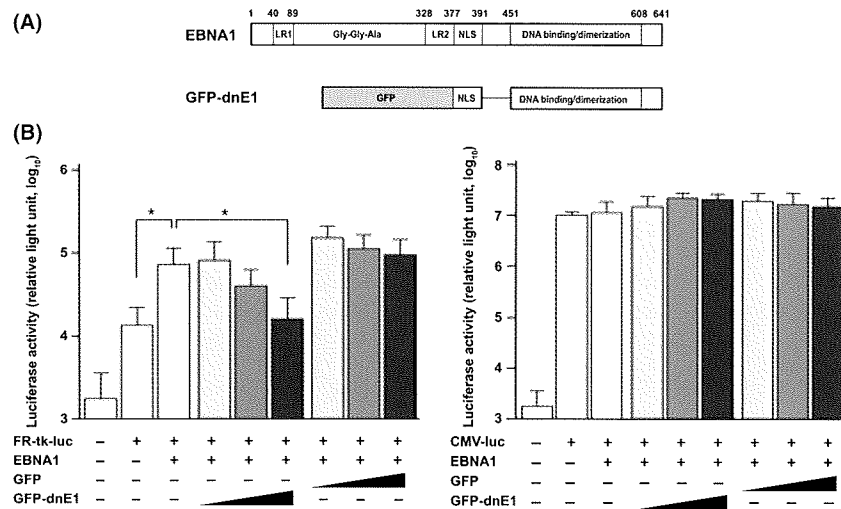 (A)
1 40 89 328 377 391 451 608 641
EBNA1 LR1 Gly-Gly-Ala LR2 NLS DNA binding/dimerization
GFP-dnE1 GFP NLS DNA binding/dimerization
(B)
Luciferase activity (relative light unit, log10)
6
5
4
3
* *
FR-tk-luc – + + + + + + + +
EBNA1 – – + + + + + + +
GFP – – – – – –
GFP-dnE1 – – – – – –
Luciferase activity (relative light unit, log10)
8
7
6
5
4
3
CMV-luc – + + + + + + + +
EBNA1 – – + + + + + + +
GFP – – – – – –
GFP-dnE1 – – – – – –